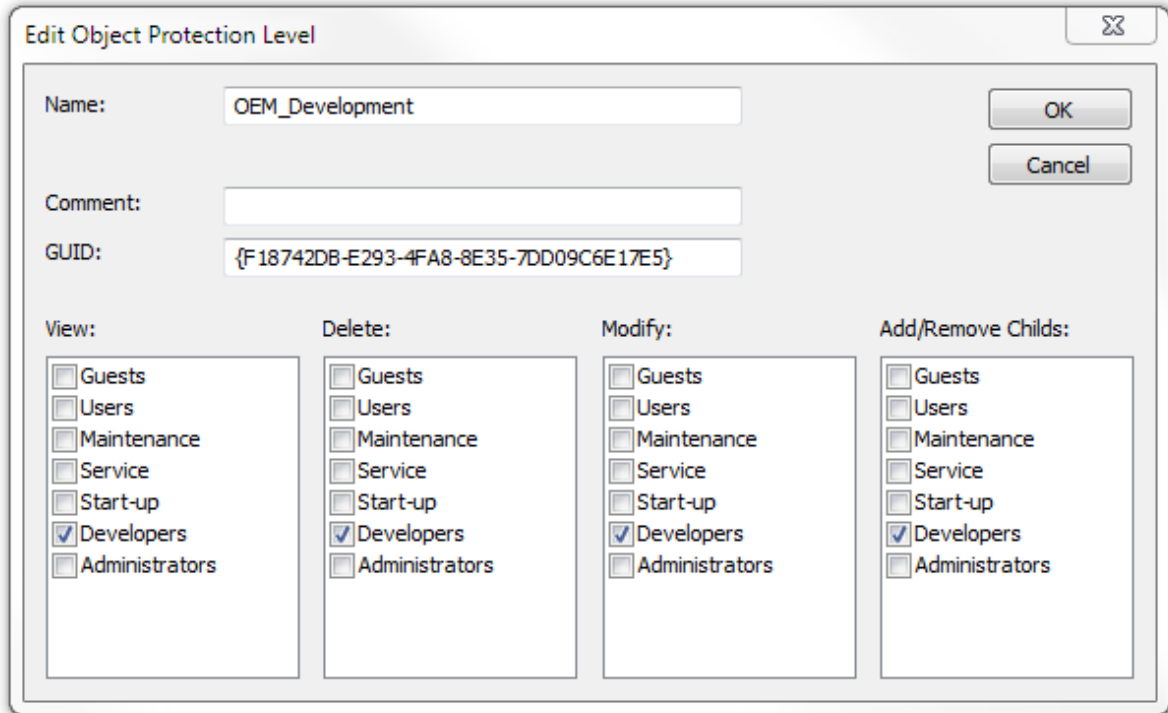 Edit Object Protection Level
Name: OEM_Development OK
Cancel
Comment:
GUID: {F18742DB-E293-4FA8-8E35-7DD09C6E17E5}
View: Delete: Modify: Add/Remove Childs:
Guests Guests Guests Guests
Users Users Users Users
Maintenance Maintenance Maintenance Maintenance
Service Service Service Service
Start-up Start-up Start-up Start-up
Developers Developers Developers Developers
Administrators Administrators Administrators Administrators